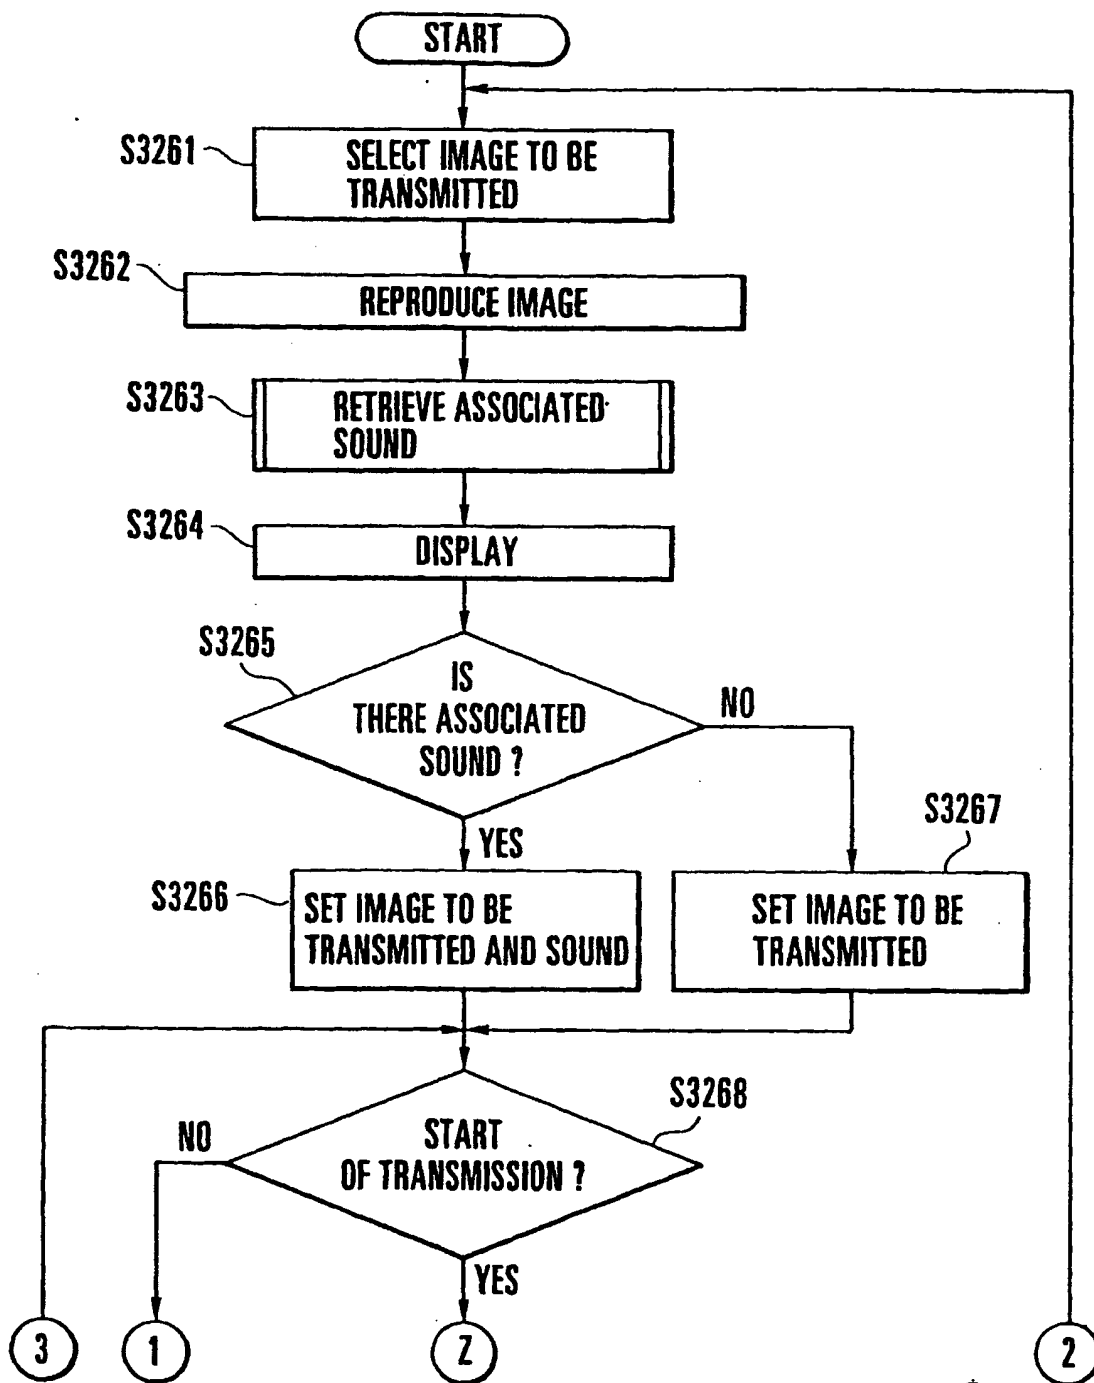 START
S3261
SELECT IMAGE TO BE
TRANSMITTED
S3262
REPRODUCE IMAGE
S3263
RETRIEVE ASSOCIATED
SOUND
S3264
DISPLAY
S3265
IS
THERE ASSOCIATED
SOUND ?
NO
YES
S3266
SET IMAGE TO BE
TRANSMITTED AND SOUND
S3267
SET IMAGE TO BE
TRANSMITTED
S3268
START
OF TRANSMISSION ?
NO
YES
3
1
Z
2